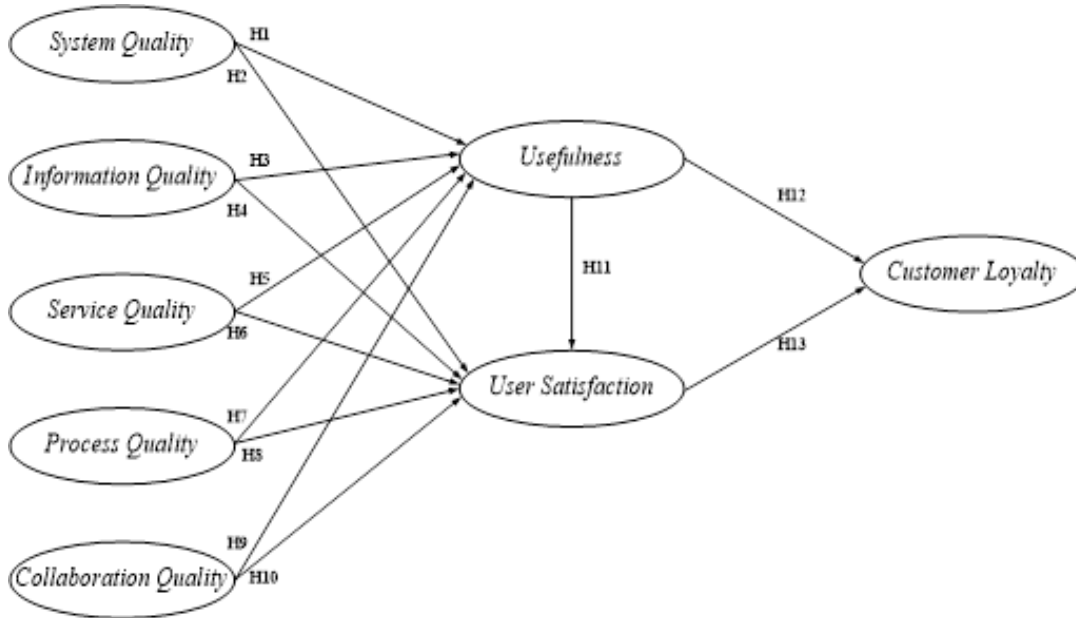 System Quality
H1
H2
Information Quality
H3
H4
Service Quality
H5
H6
Process Quality
H7
H8
Collaboration Quality
H9
H10
Usefulness
H11
User Satisfaction
H12
H13
Customer Loyalty